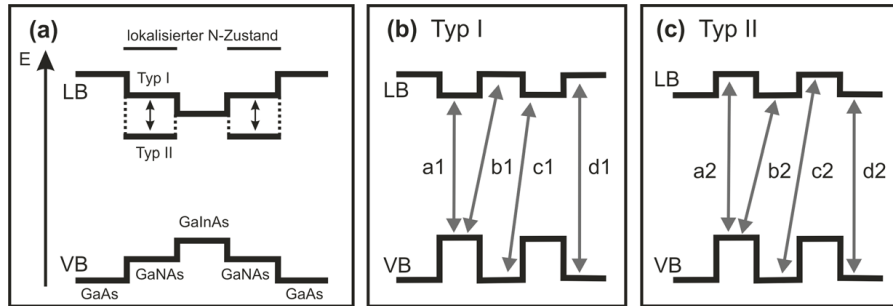 (a)
lokalisierter N-Zustand
E
Typ I
LB
Typ II
GaInAs
VB
GaNAs GaNAs
GaAs GaAs
(b) Typ I
LB
a1 b1 c1 d1
VB
(c) Typ II
LB
a2 b2 c2 d2
VB